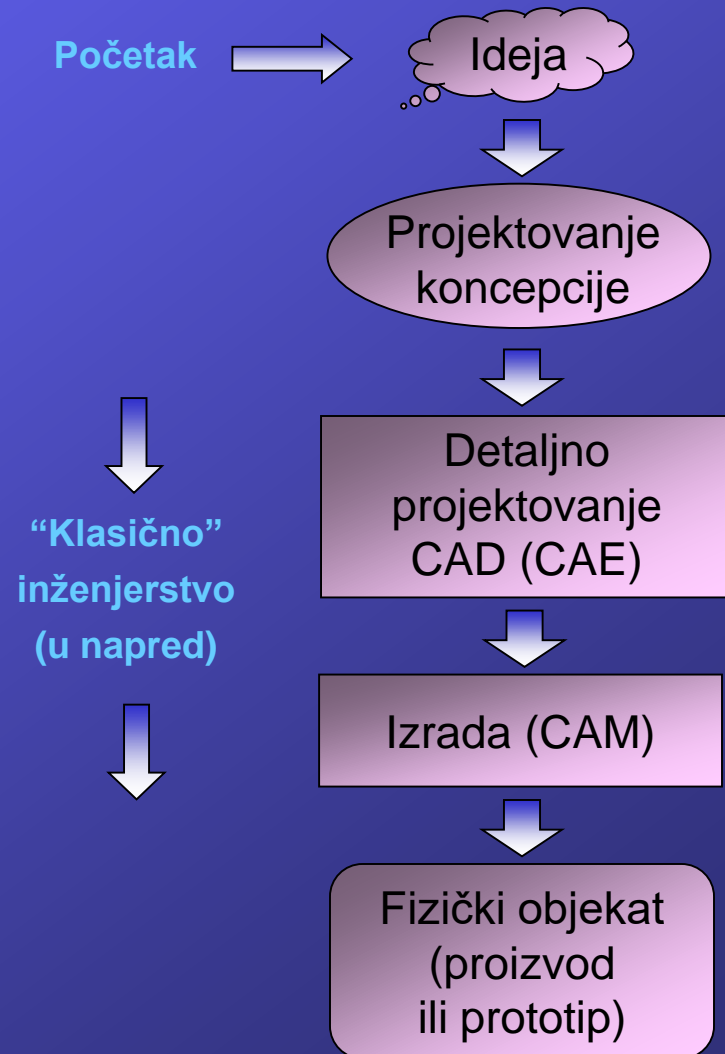 Početak
Ideja
Projektovanje
koncepcije
Detaljno
projektovanje
CAD (CAE)
“Klasično”
inženjerstvo
(u napred)
Izrada (CAM)
Fizički objekat
(proizvod
ili prototip)